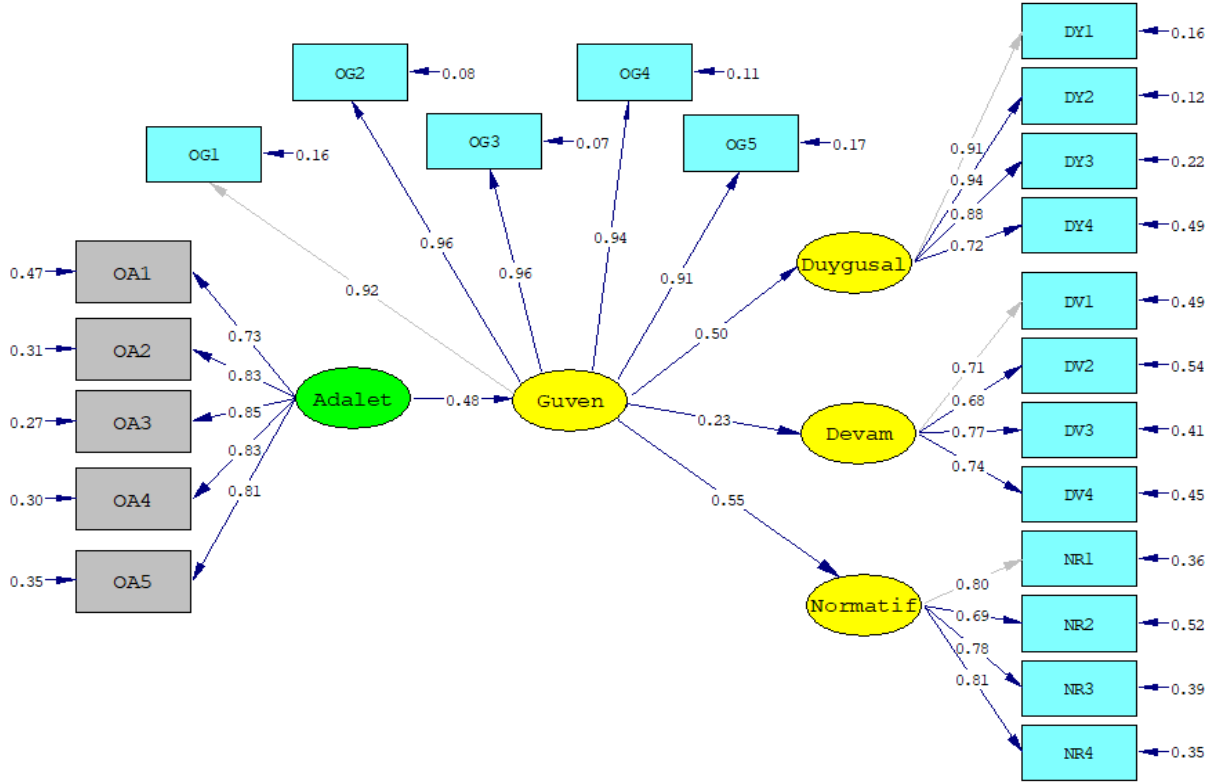 DY1
0.16
DY2
0.12
DY3
0.22
DY4
0.49
0.91
0.94
0.88
0.72
OG2
0.08
OG4
0.11
OG1
0.16
OG3
0.07
OG5
0.17
0.92
0.96
0.96
0.94
0.91
0.47
OA1
0.31
OA2
0.27
OA3
0.30
OA4
0.35
OA5
0.73
0.83
0.85
0.83
0.81
Adalet
0.48
Guven
0.50
0.23
0.55
Duygusal
Devam
Normatif
0.71
0.68
0.77
0.74
DV1
0.49
DV2
0.54
DV3
0.41
DV4
0.45
0.80
0.69
0.78
0.81
NR1
0.36
NR2
0.52
NR3
0.39
NR4
0.35